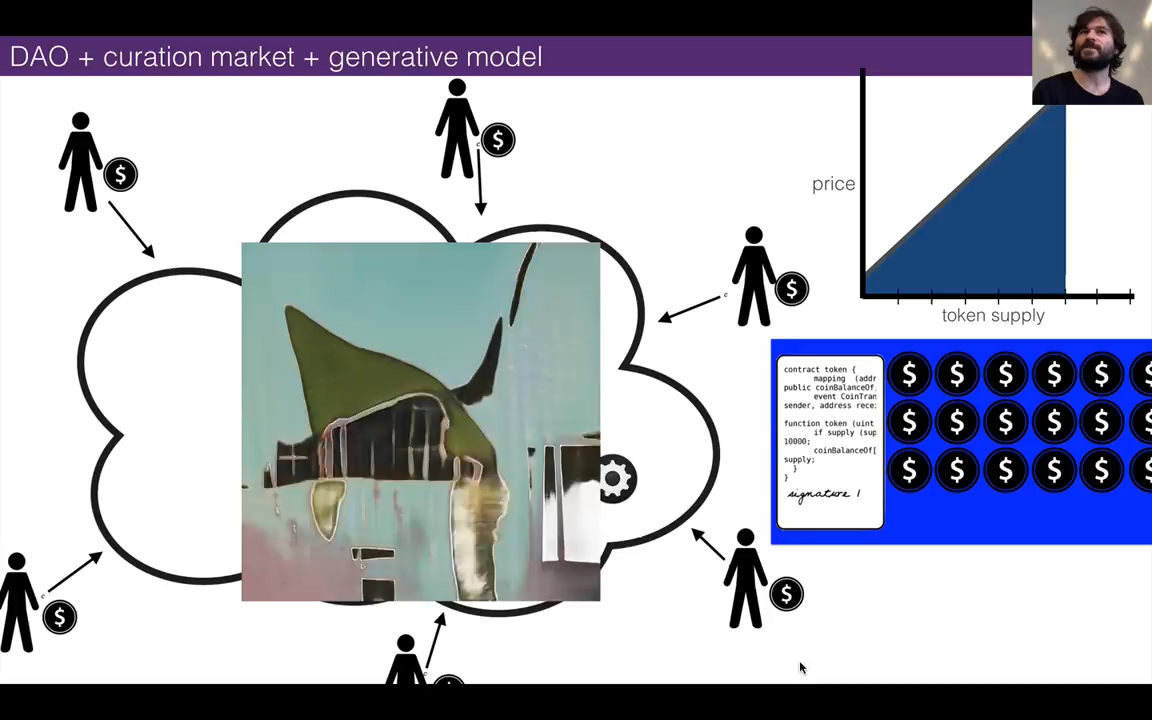 DAO + curation market + generative model
price
token supply
contract token {
mapping (addr
public coinBalanceOf,
event CoinTran
sender, address rece:
function token (uint
if supply (sup
10000;
coinBalanceOf[
supply;
}
}
signature 1
$ $ $ $ $ $
$ $ $ $ $ $
$ $ $ $ $ $
$
$
$
$
$